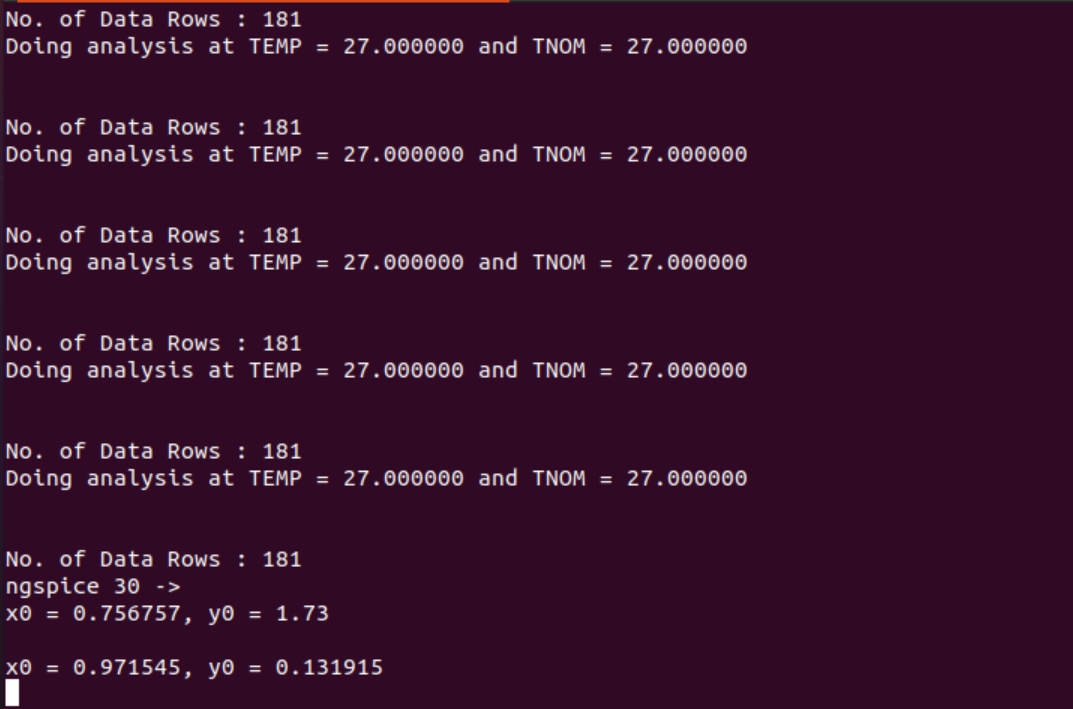 No. of Data Rows : 181
Doing analysis at TEMP = 27.000000 and TNOM = 27.000000
No. of Data Rows : 181
Doing analysis at TEMP = 27.000000 and TNOM = 27.000000
No. of Data Rows : 181
Doing analysis at TEMP = 27.000000 and TNOM = 27.000000
No. of Data Rows : 181
Doing analysis at TEMP = 27.000000 and TNOM = 27.000000
No. of Data Rows : 181
Doing analysis at TEMP = 27.000000 and TNOM = 27.000000
No. of Data Rows : 181
ngspice 30 ->
x0 = 0.756757, y0 = 1.73
x0 = 0.971545, y0 = 0.131915